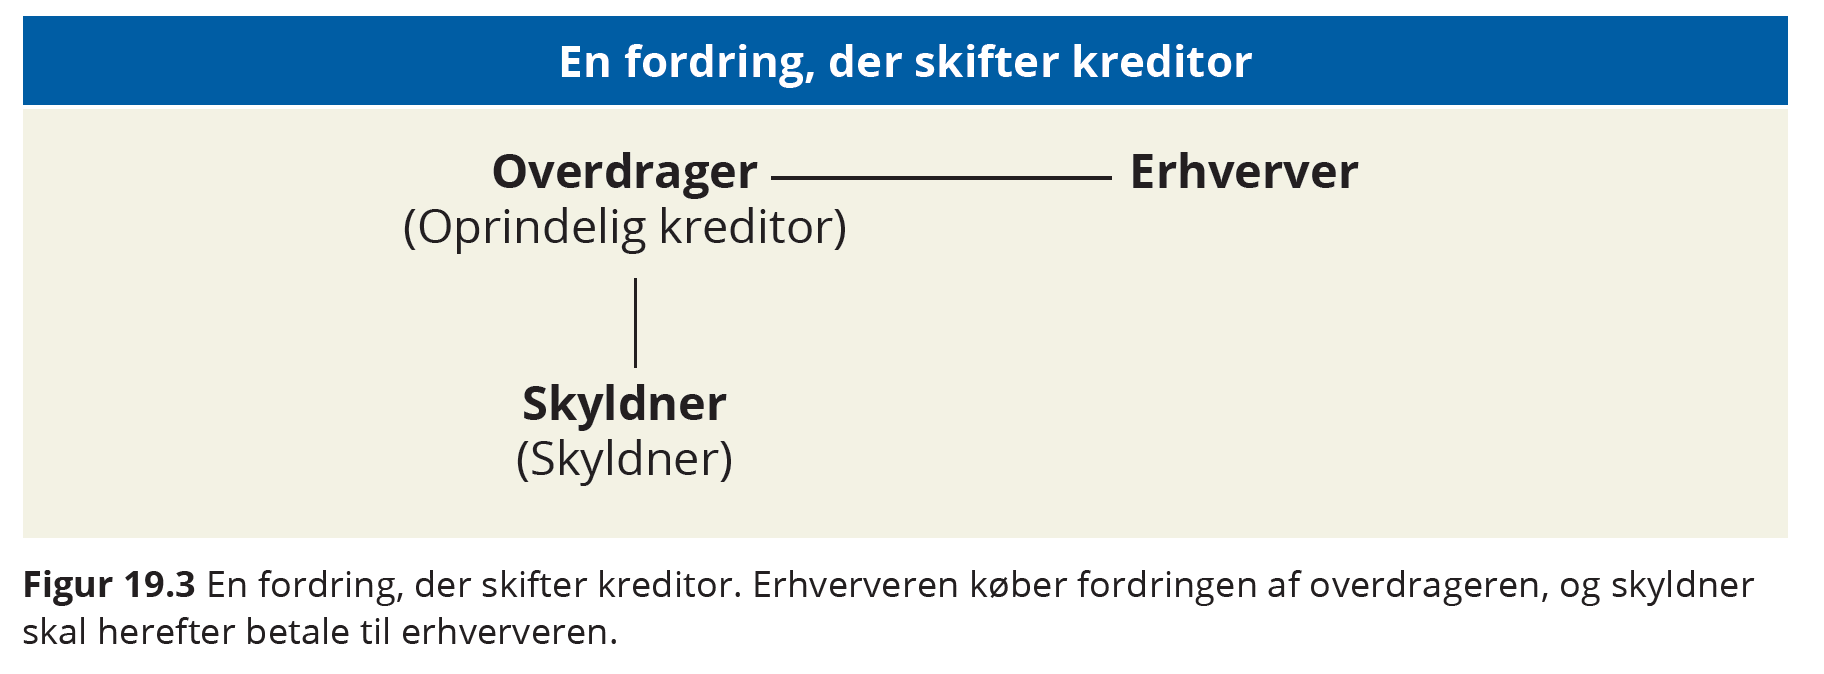 En fordring, der skifter kreditor
Overdrager Erhverver
(Oprindelig kreditor)
Skyldner
(Skyldner)
Figur 19.3 En fordring, der skifter kreditor. Erhververen køber fordringen af overdrageren, og skyldner
skal herefter betale til erhververen.